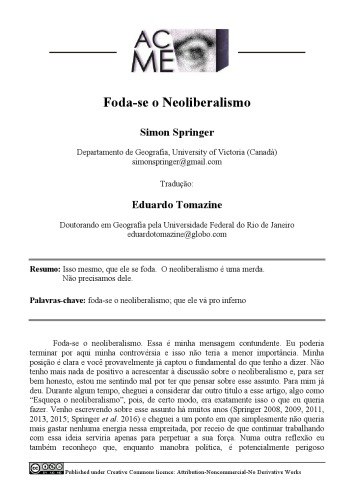 AC
ME
Foda-se o Neoliberalismo
Simon Springer
Departamento de Geografia, University of Victoria (Canadá)
simonspringer@gmail.com
Tradução:
Eduardo Tomazine
Doutorando em Geografia pela Universidade Federal do Rio de Janeiro
eduardotomazine@globo.com
Resumo: Isso mesmo, que ele se foda. O neoliberalismo é uma merda.
Não precisamos dele.
Palavras-chave: foda-se o neoliberalismo; que ele vá pro inferno
Foda-se o neoliberalismo. Essa é minha mensagem contundente. Eu poderia
terminar por aqui minha controvérsia e isso não teria a menor importância. Minha
posição é clara e você provavelmente já captou o fundamental do que tenho a dizer. Não
tenho mais nada de positivo a acrescentar à discussão sobre o neoliberalismo e, para ser
bem honesto, estou me sentindo mal por ter que pensar sobre esse assunto. Para mim já
deu. Durante algum tempo, cheguei a considerar dar outro título a esse artigo, algo como
“Esqueça o neoliberalismo”, pois, de certo modo, era exatamente isso o que eu queria
fazer. Venho escrevendo sobre esse assunto há muitos anos (Springer 2008, 2009, 2011,
2013, 2015; Springer et al. 2016) e cheguei a um ponto em que simplesmente não queria
mais gastar nenhuma energia nessa empreitada, por receio de que continuar trabalhando
com essa ideia serviria apenas para perpetuar a sua força. Numa outra reflexão eu
também reconheço que, enquanto manobra política, é potencialmente perigoso
Published under Creative Commons licence: Attribution-Noncommercial-No Derivative Works